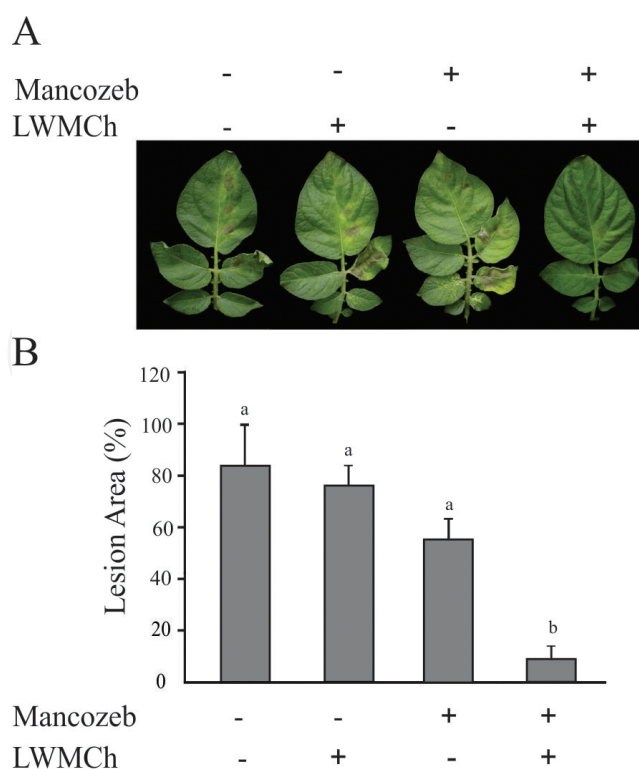 A
Mancozeb - - + +
LWMCh - + - +
B
Lesion Area (%)
120
100
80
60
40
20
0
a
a
a
b
Mancozeb - - + +
LWMCh - + - +